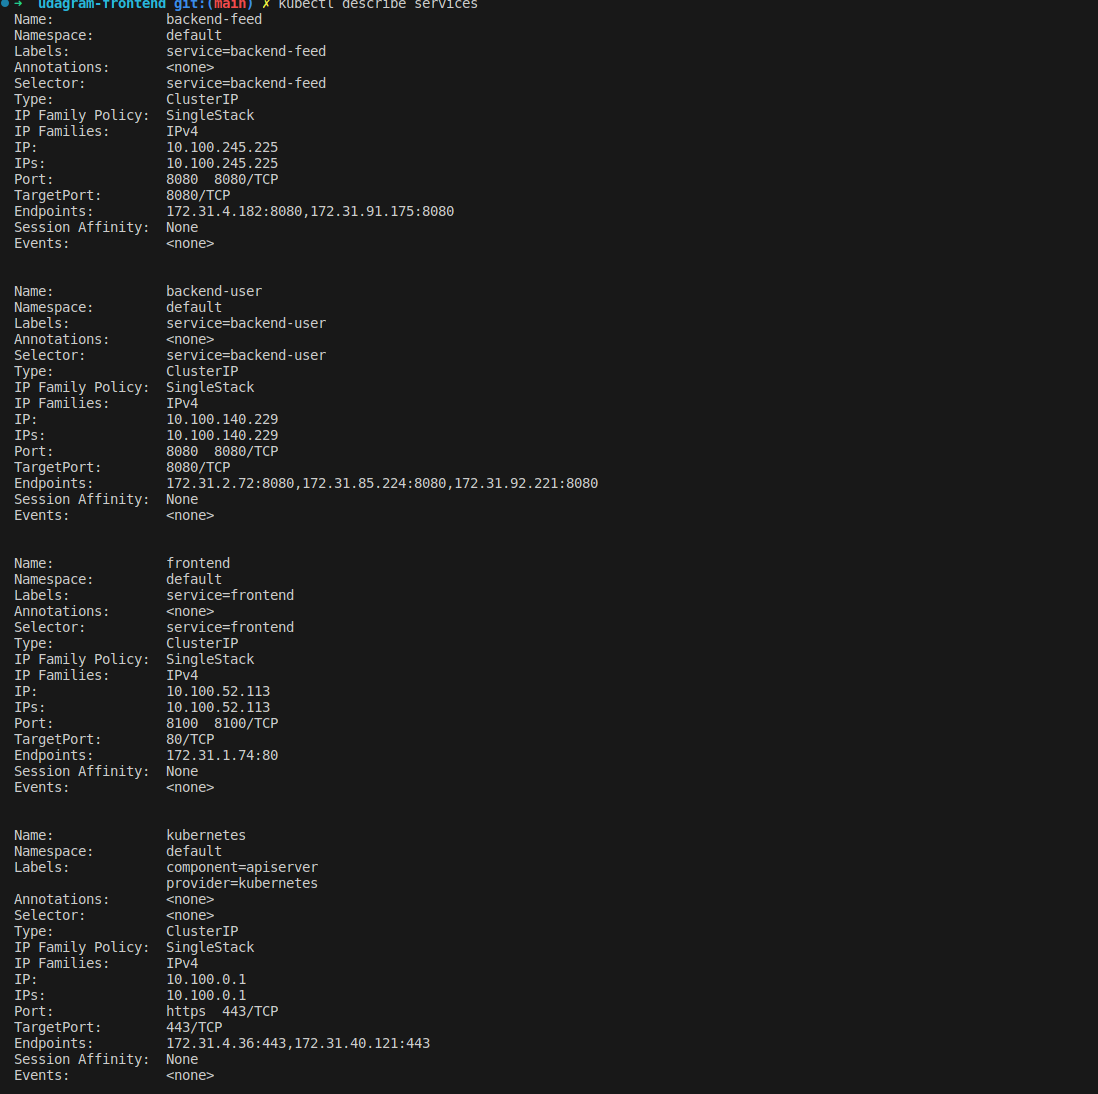 ➜  udagram-frontend git:(main) ✗ kubectl describe services
Name:              backend-feed
Namespace:         default
Labels:            service=backend-feed
Annotations:       <none>
Selector:          service=backend-feed
Type:              ClusterIP
IP Family Policy:  SingleStack
IP Families:       IPv4
IP:                10.100.245.225
IPs:               10.100.245.225
Port:              8080  8080/TCP
TargetPort:        8080/TCP
Endpoints:         172.31.4.182:8080,172.31.91.175:8080
Session Affinity:  None
Events:            <none>
Name:              backend-user
Namespace:         default
Labels:            service=backend-user
Annotations:       <none>
Selector:          service=backend-user
Type:              ClusterIP
IP Family Policy:  SingleStack
IP Families:       IPv4
IP:                10.100.140.229
IPs:               10.100.140.229
Port:              8080  8080/TCP
TargetPort:        8080/TCP
Endpoints:         172.31.2.72:8080,172.31.85.224:8080,172.31.92.221:8080
Session Affinity:  None
Events:            <none>
Name:              frontend
Namespace:         default
Labels:            service=frontend
Annotations:       <none>
Selector:          service=frontend
Type:              ClusterIP
IP Family Policy:  SingleStack
IP Families:       IPv4
IP:                10.100.52.113
IPs:               10.100.52.113
Port:              8100  8100/TCP
TargetPort:        80/TCP
Endpoints:         172.31.1.74:80
Session Affinity:  None
Events:            <none>
Name:              kubernetes
Namespace:         default
Labels:            component=apiserver
                   provider=kubernetes
Annotations:       <none>
Selector:          <none>
Type:              ClusterIP
IP Family Policy:  SingleStack
IP Families:       IPv4
IP:                10.100.0.1
IPs:               10.100.0.1
Port:              https  443/TCP
TargetPort:        443/TCP
Endpoints:         172.31.4.36:443,172.31.40.121:443
Session Affinity:  None
Events:            <none>